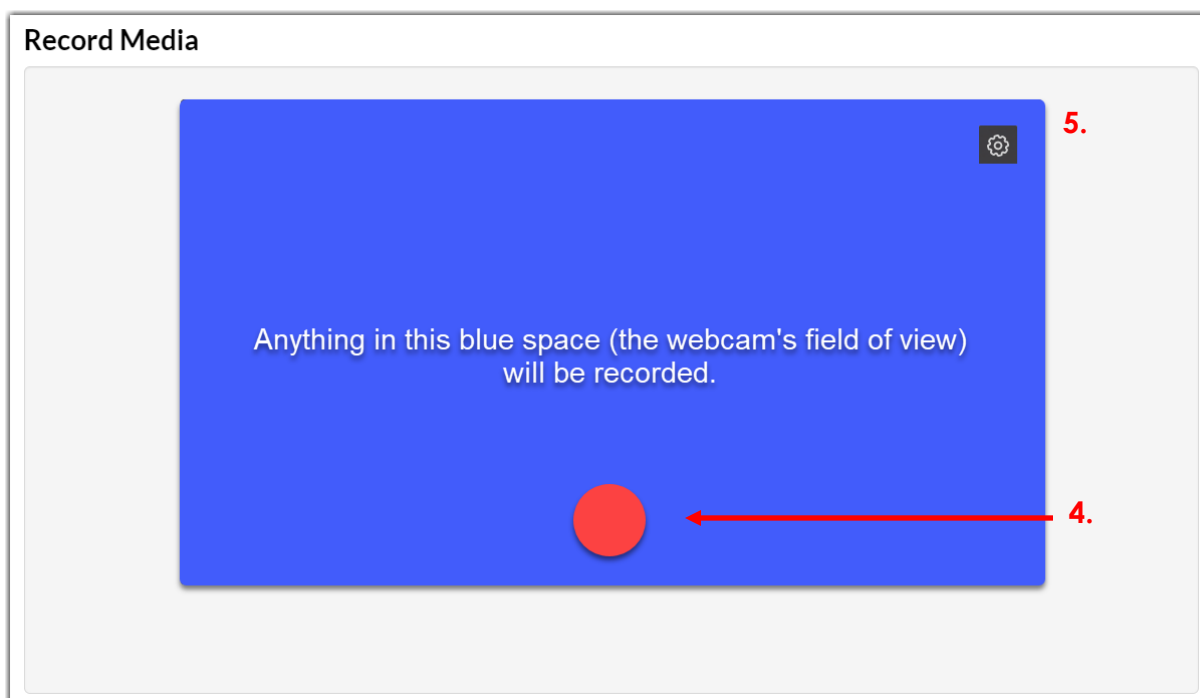 Record Media
5.
Anything in this blue space (the webcam's field of view)
will be recorded.
4.